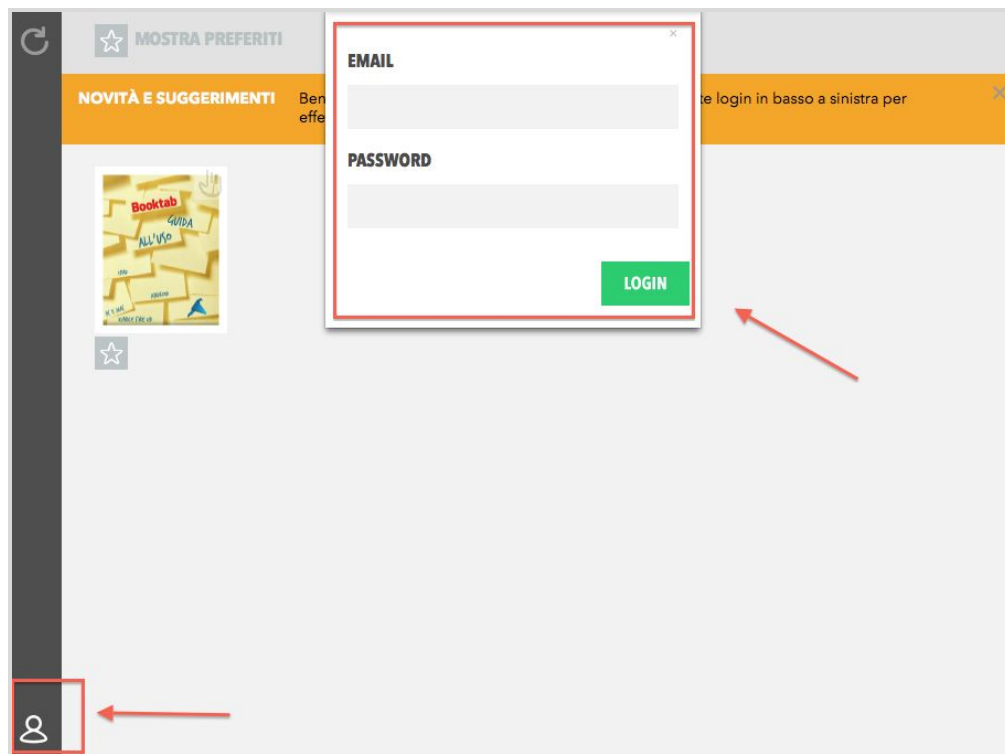 MOSTRA PREFERITI
EMAIL
NOVITÀ E SUGGERIMENTI
Ben
te login in basso a sinistra per
effe
PASSWORD
Booktab
GUIDA
ALL'USO
LOGIN